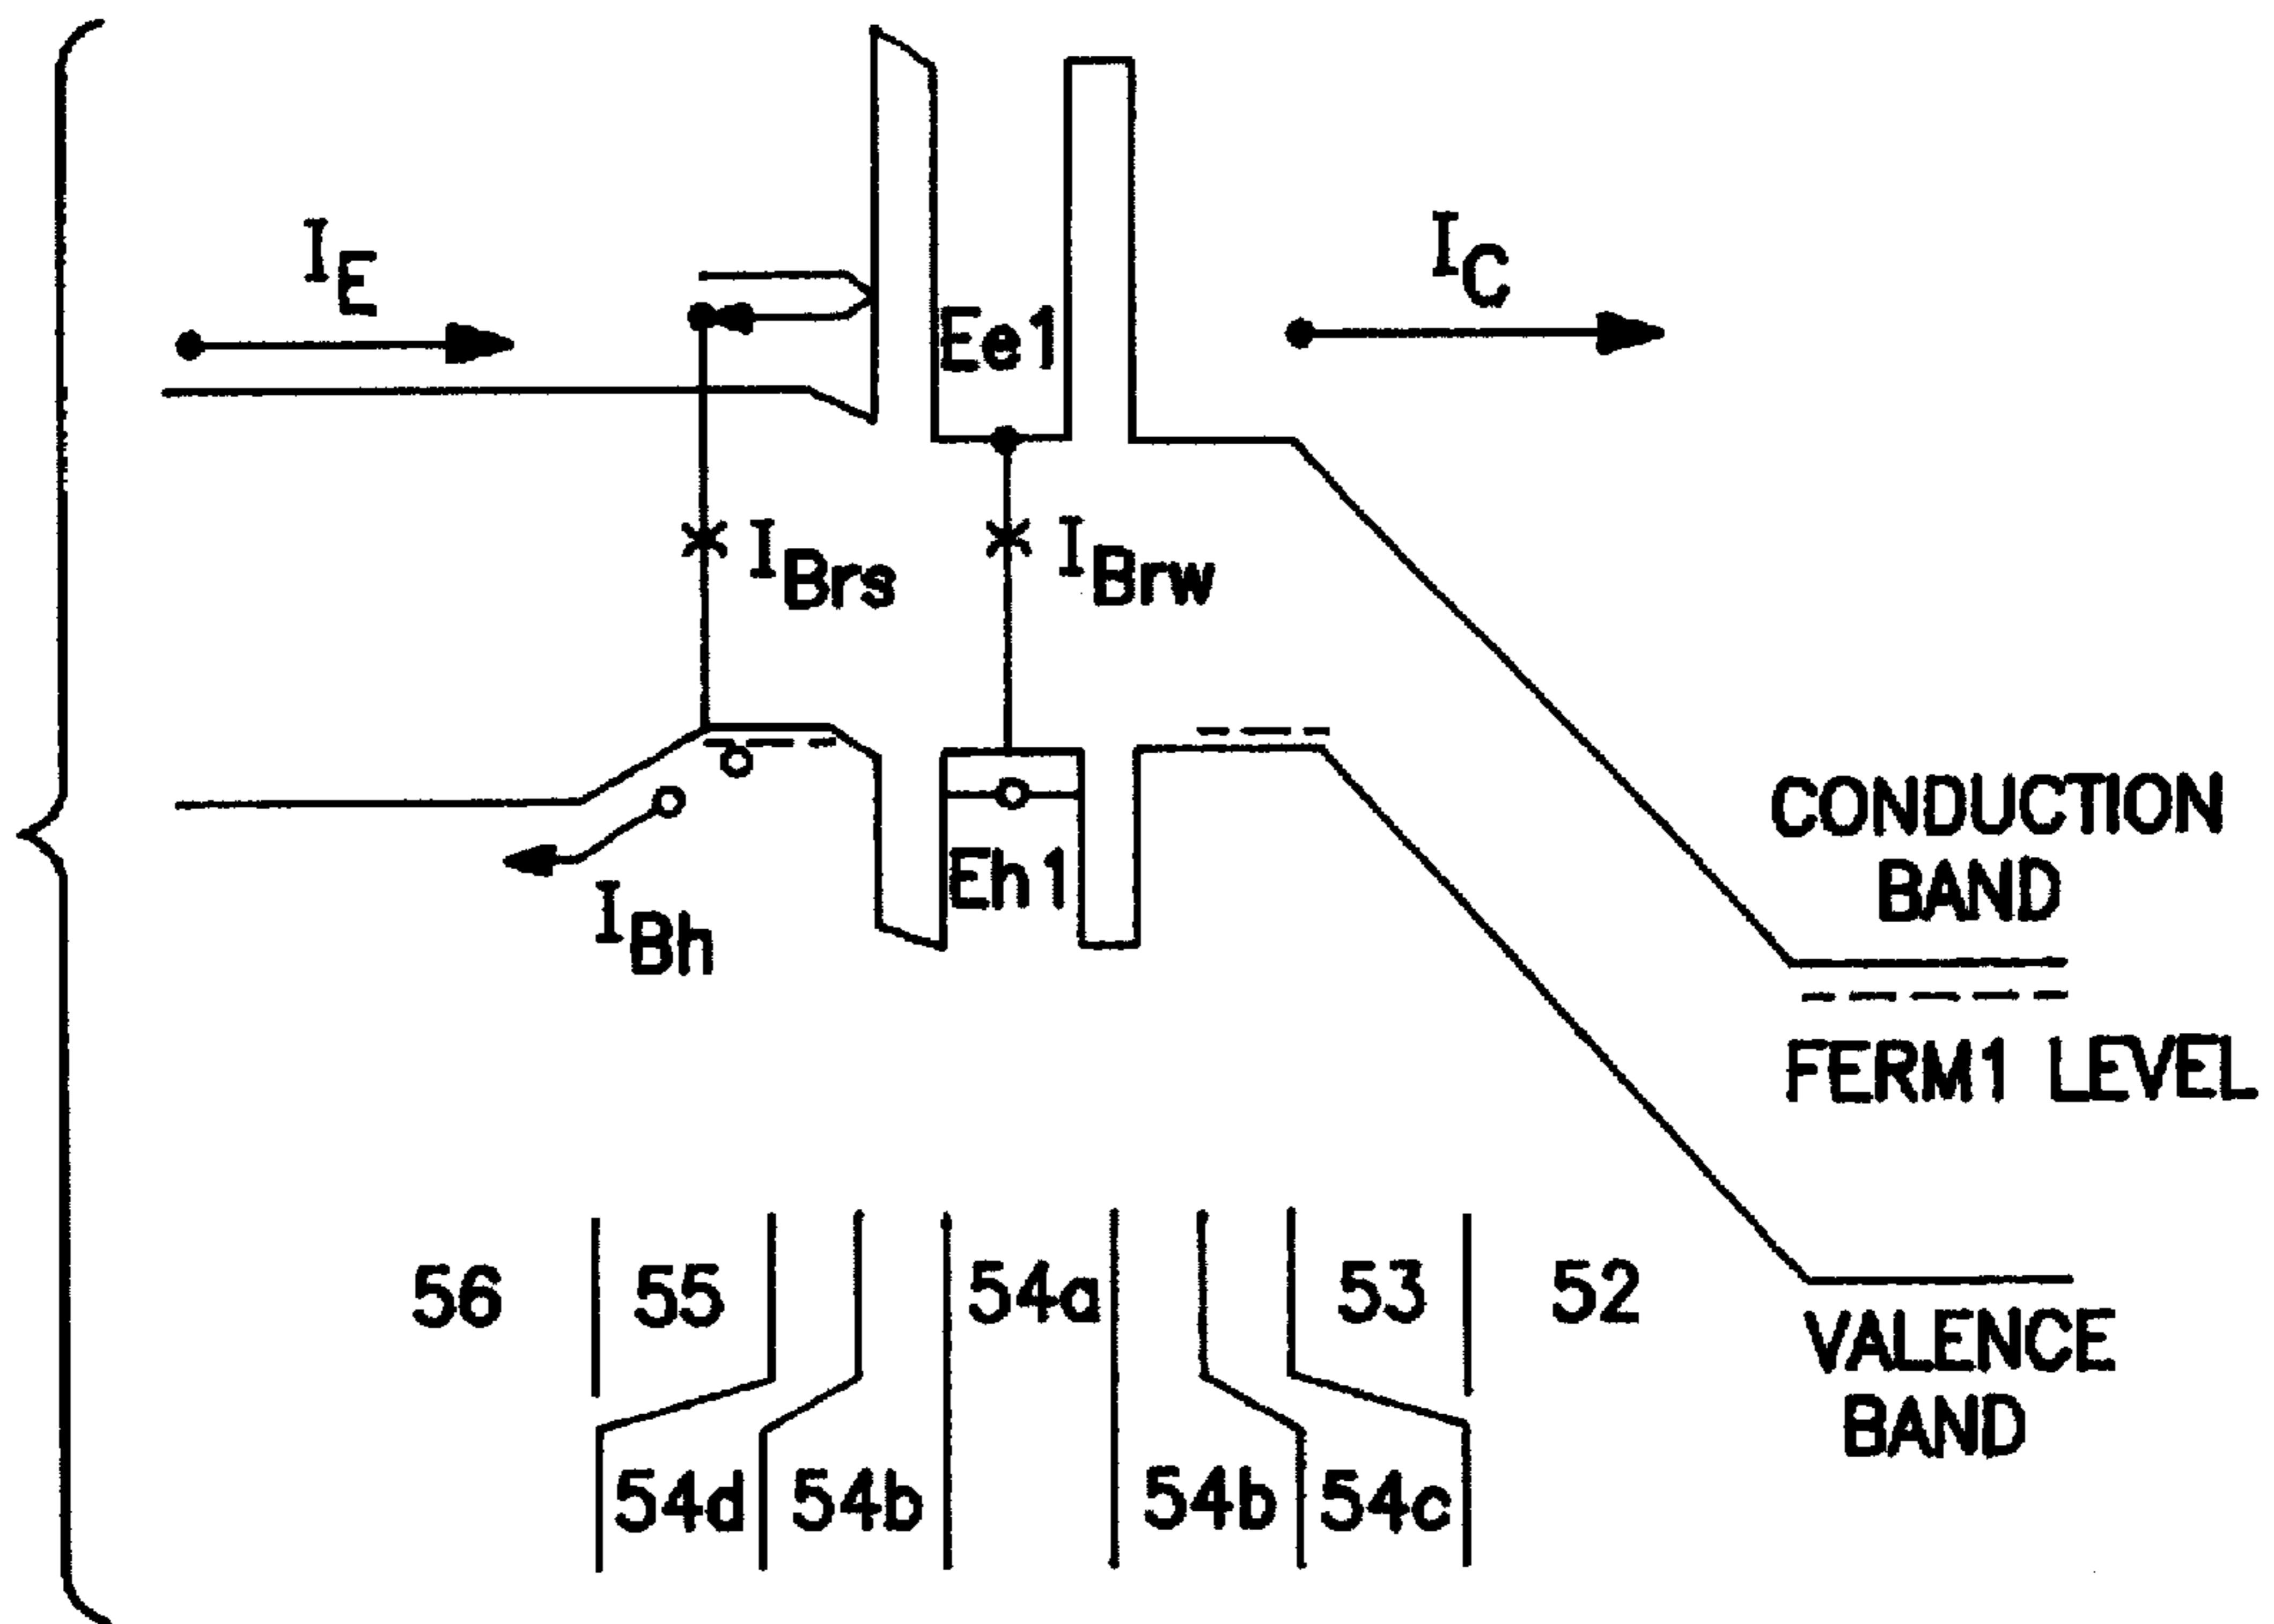 I_E
I_C
Ee1
I_Brs
I_Brw
Eh1
I_Bh
CONDUCTION
BAND
FERM1 LEVEL
VALENCE
BAND
56 55 54a 53 52
54d 54b 54b 54c